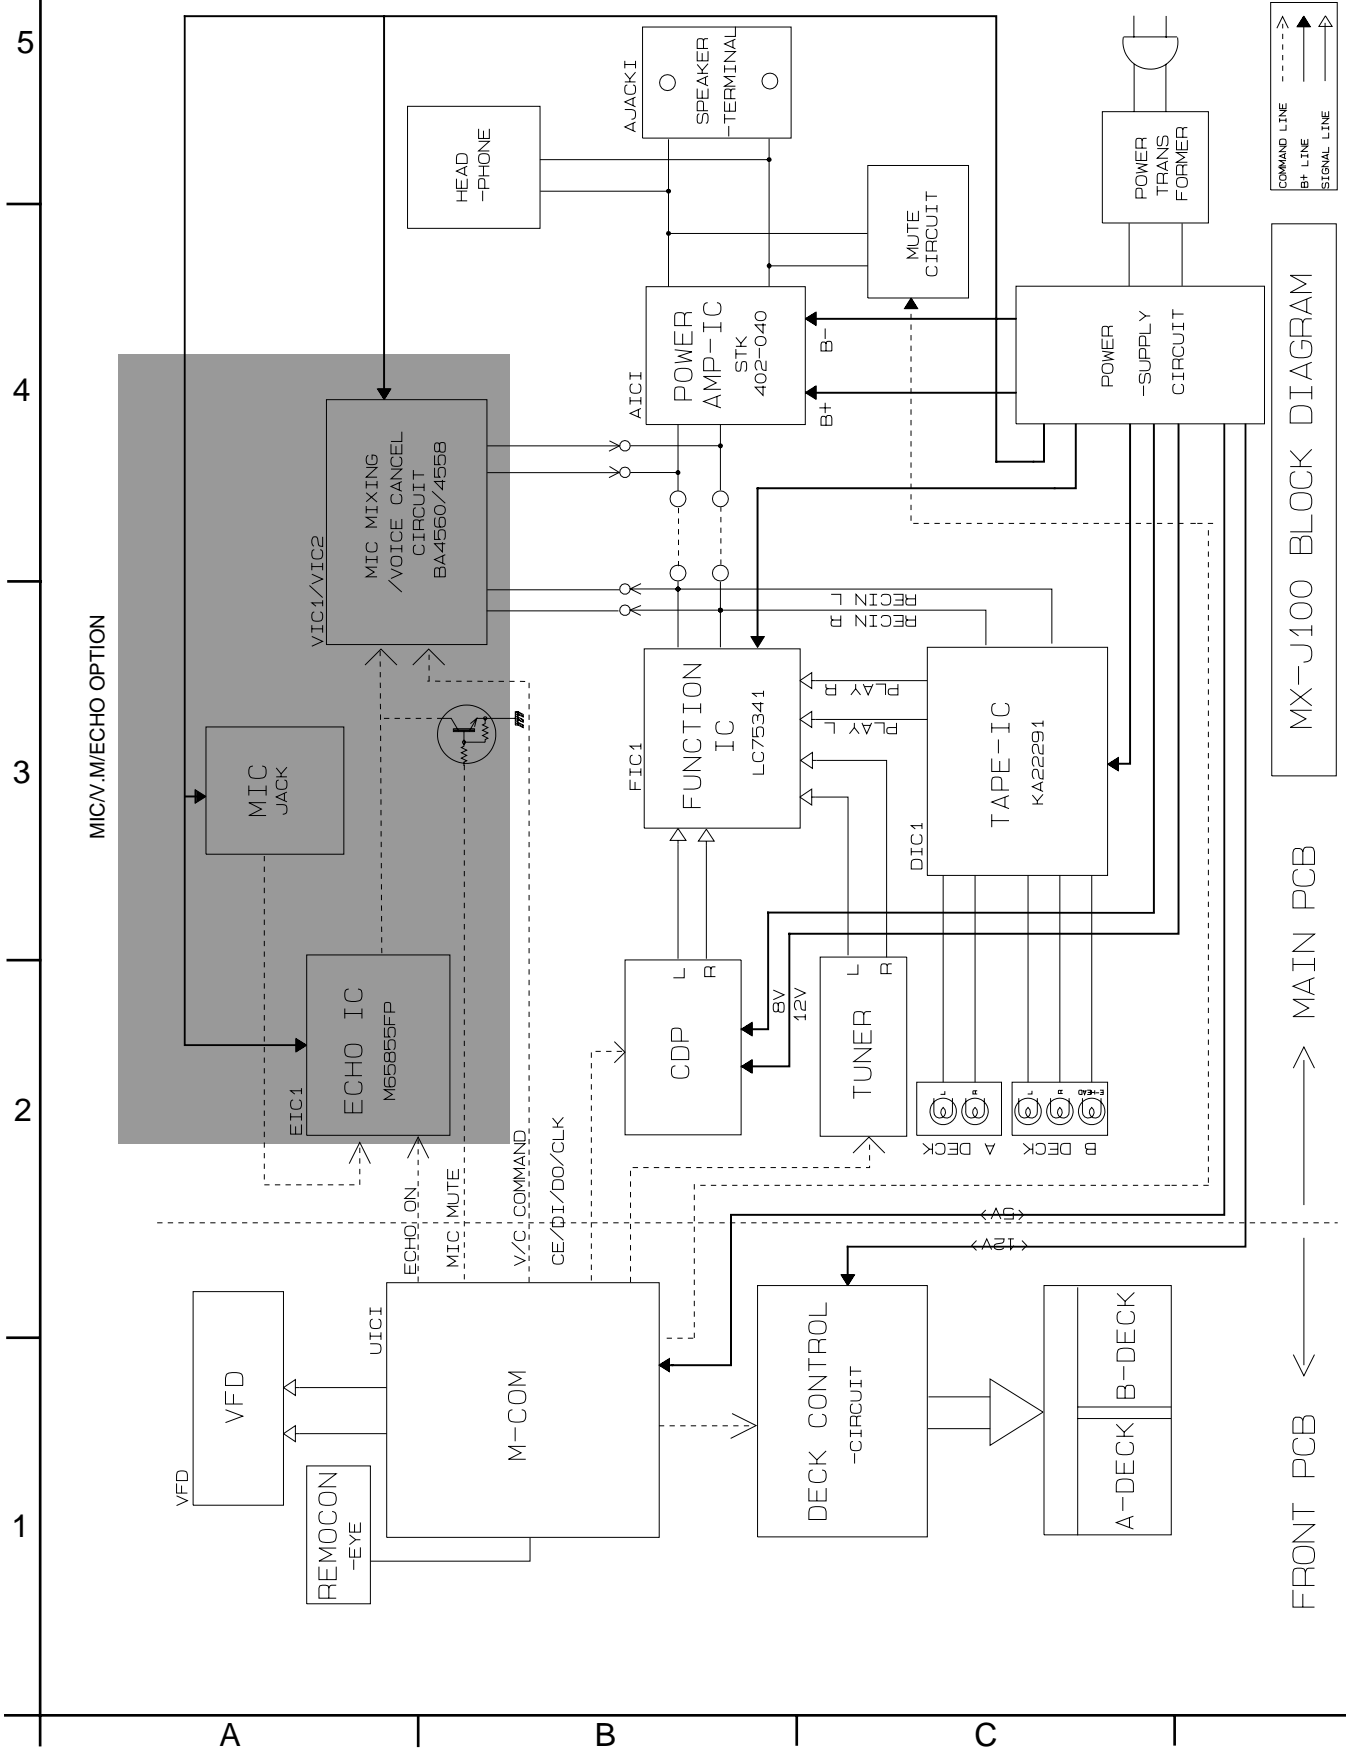 5
4
3
2
1
A
B
C
MIC/V.M/ECHO OPTION
AJACK1
SPEAKER
-TERMINAL
HEAD
-PHONE
MUTE
CIRCUIT
POWER
TRANS
FORMER
COMMAND LINE
B+ LINE
SIGNAL LINE
VIC1/VIC2
MIC MIXING
/VOICE CANCEL
CIRCUIT
BA4560/4558
AIC1
POWER
AMP-IC
STK
402-040
B-
B+
POWER
-SUPPLY
CIRCUIT
MX-J100 BLOCK DIAGRAM
MIC
JACK
FIC1
FUNCTION
IC
LC75341
RECIN L
RECIN R
PLAY R
PLAY L
DIC1
TAPE-IC
KA22291
EIC1
ECHO IC
M65855FP
CDP
L
R
8V
12V
TUNER
L
R
L
R
A DECK
L
R
E-HEAD
B DECK
MAIN PCB
ECHO ON
MIC MUTE
V/C COMMAND
CE/DI/DO/CLK
<5V>
<12V>
VFD
VFD
REMOCON
-EYE
UIC1
M-COM
DECK CONTROL
-CIRCUIT
A-DECK
B-DECK
FRONT PCB